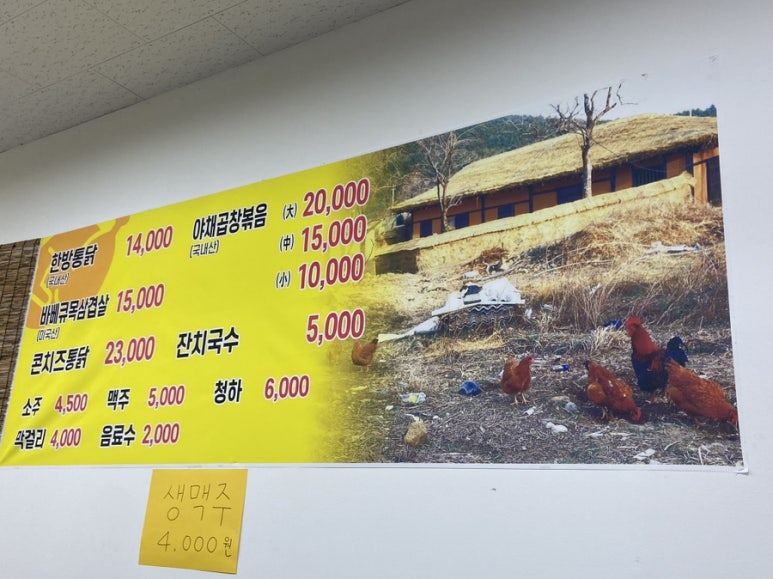 한방통닭 14,000
(국내산)
야채곱창볶음 (大) 20,000
(국내산) (中) 15,000
(小) 10,000
바베큐목삼겹살 15,000
(미국산)
콘치즈통닭 23,000
잔치국수 5,000
소주 4,500 맥주 5,000 청하 6,000
막걸리 4,000 음료수 2,000
생맥주
4.000원